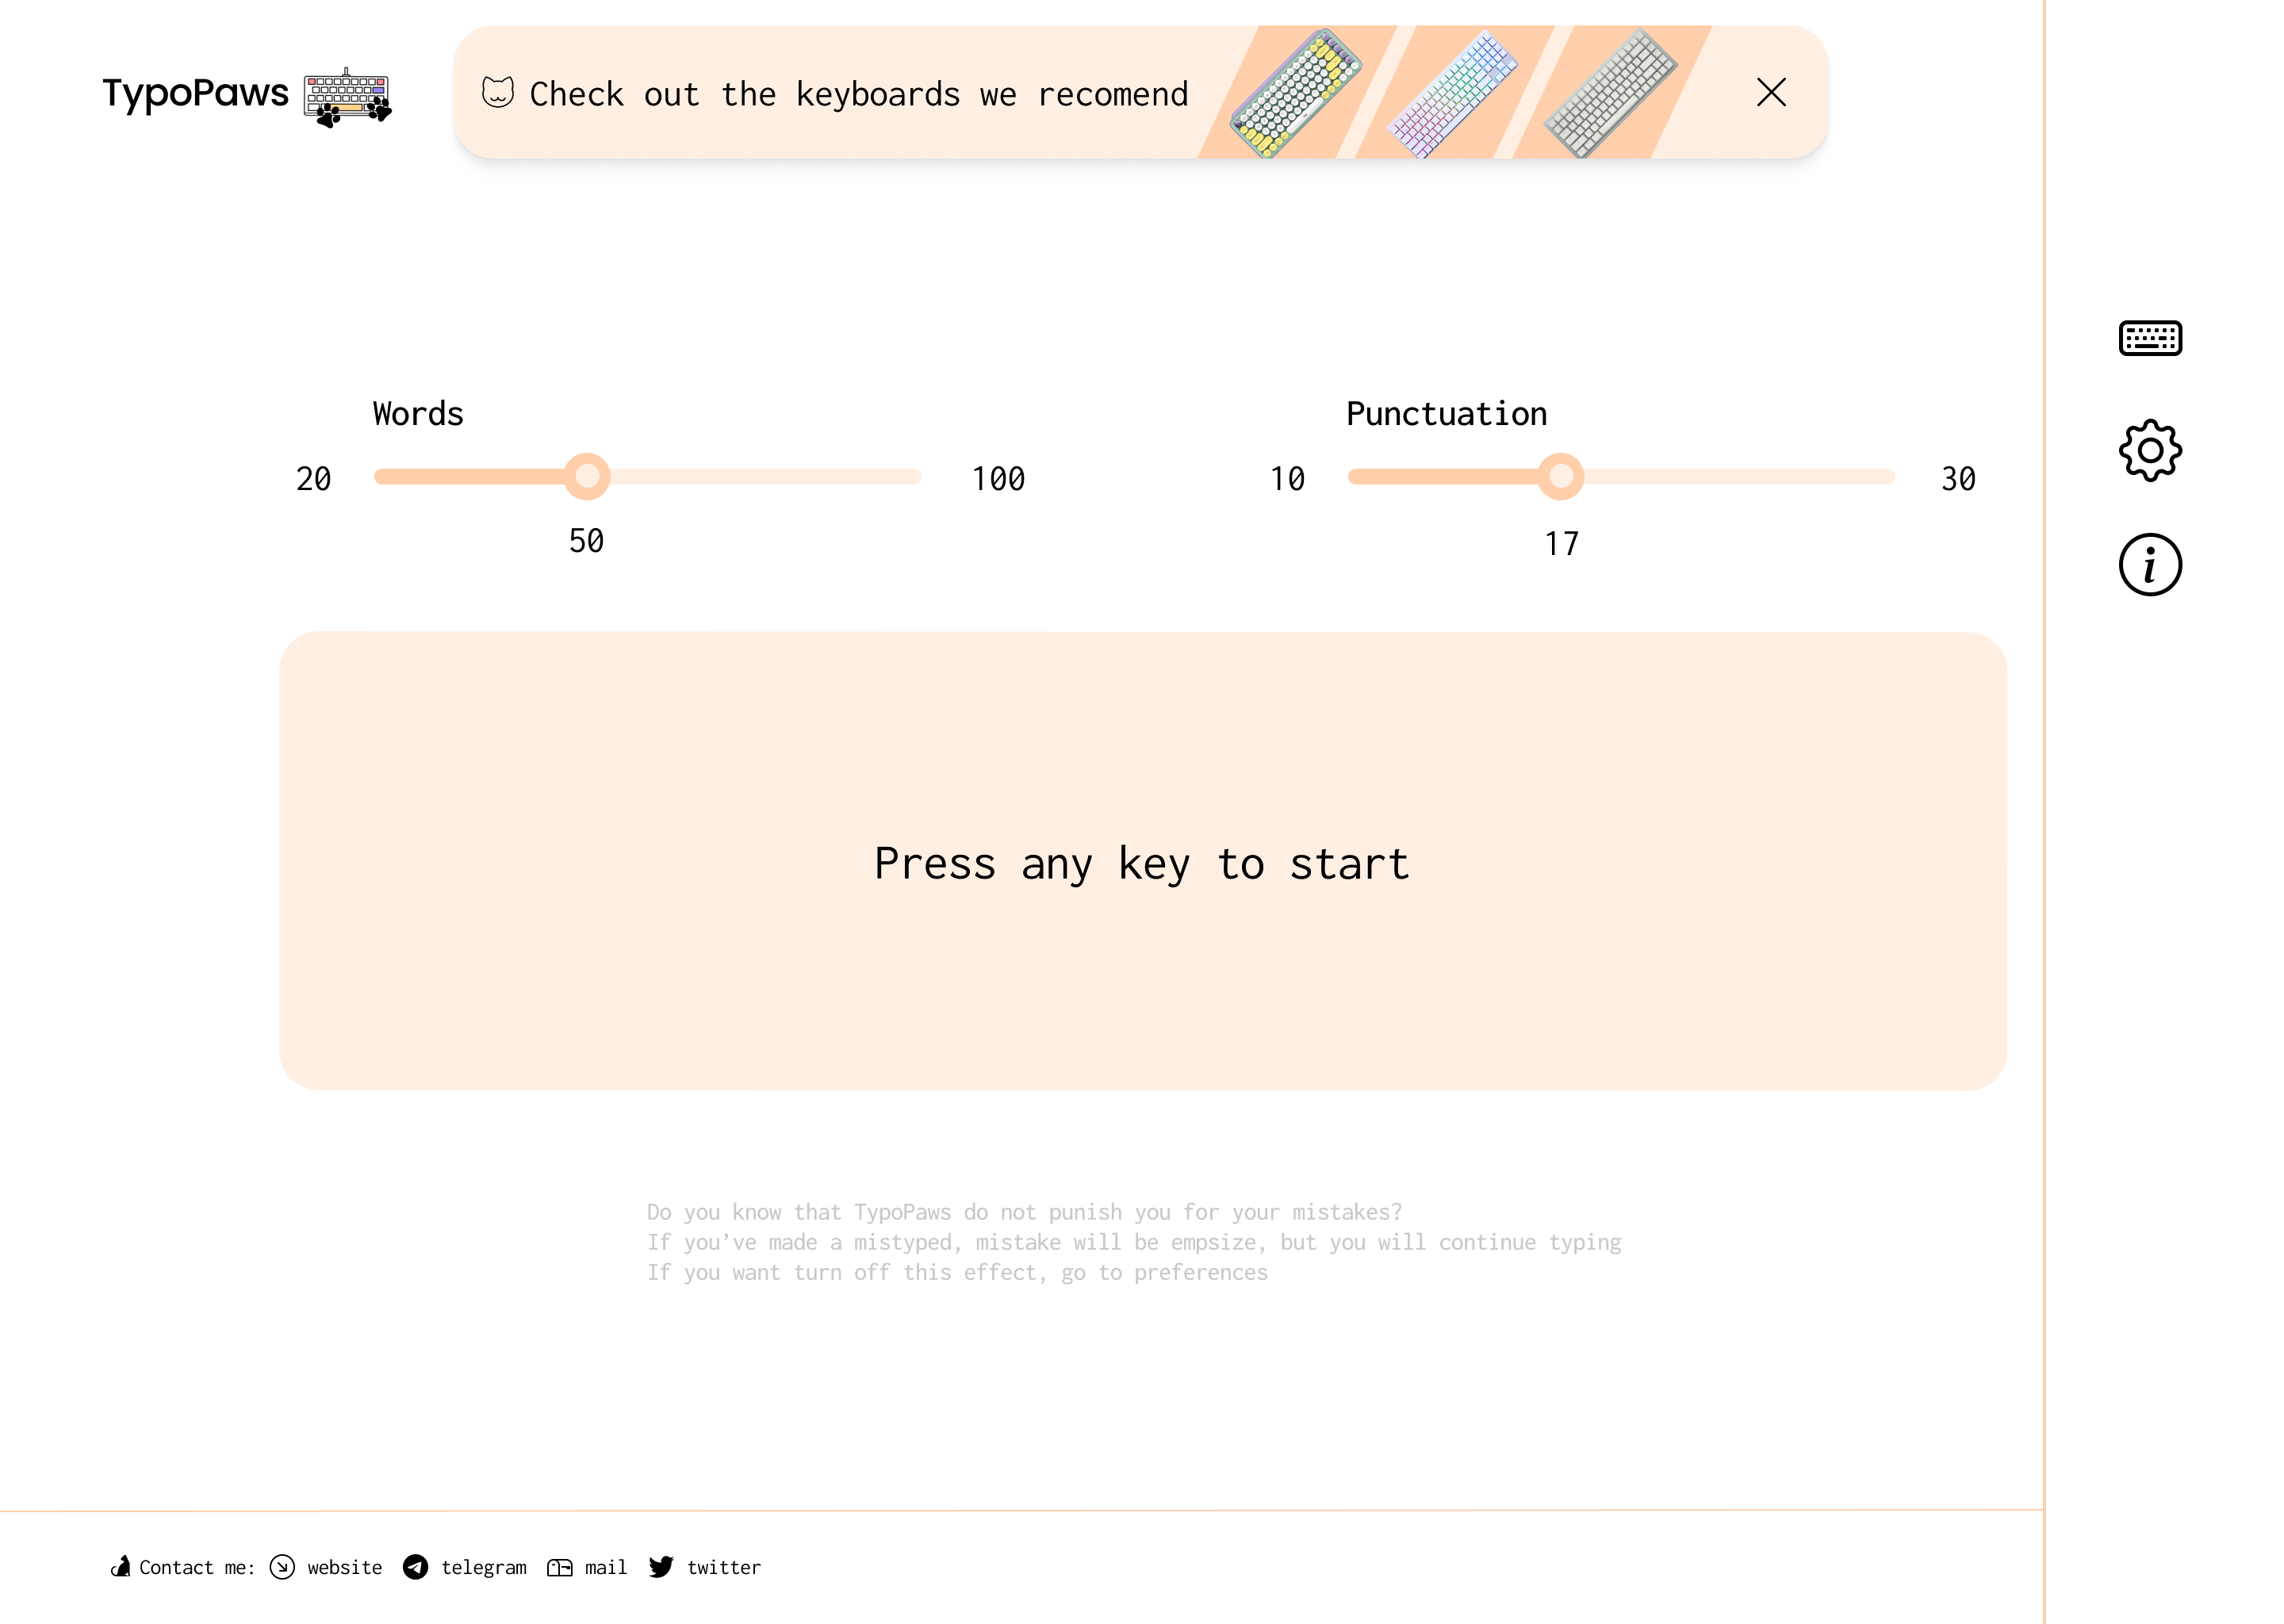 TypoPaws
Check out the keyboards we recomend
Words
Punctuation
20
100
10
30
50
17
Press any key to start
Do you know that TypoPaws do not punish you for your mistakes?
If you’ve made a mistyped, mistake will be empsize, but you will continue typing
If you want turn off this effect, go to preferences
Contact me: website telegram mail twitter